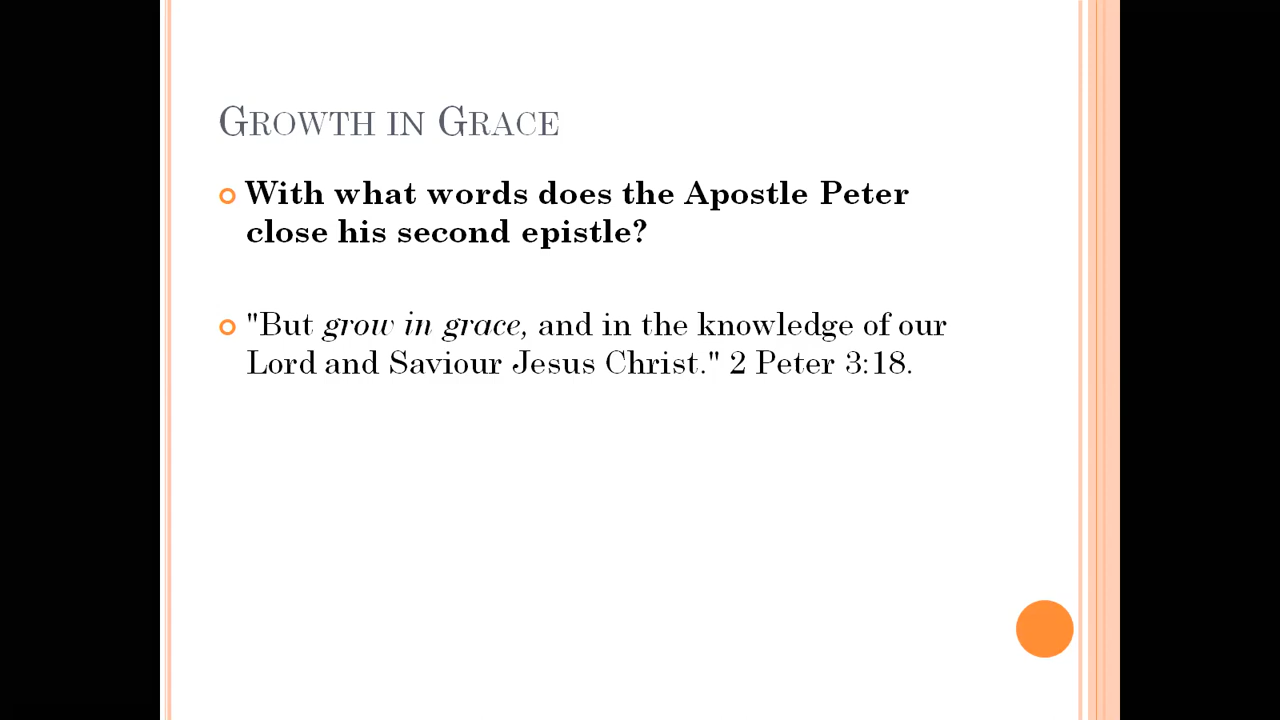 Growth in Grace
With what words does the Apostle Peter
close his second epistle?
"But grow in grace, and in the knowledge of our
Lord and Saviour Jesus Christ." 2 Peter 3:18.